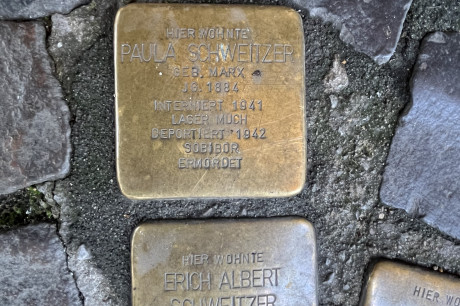 HIER WOHNTE
PAULA SCHWEITZER
GEB. MARX
JG. 1884
INTERNIERT 1941
LAGER MUCH
DEPORTIERT 1942
SOBIBOR
ERMORDET
HIER WOHNTE
ERICH ALBERT
SCHWEITZER
HIER WO